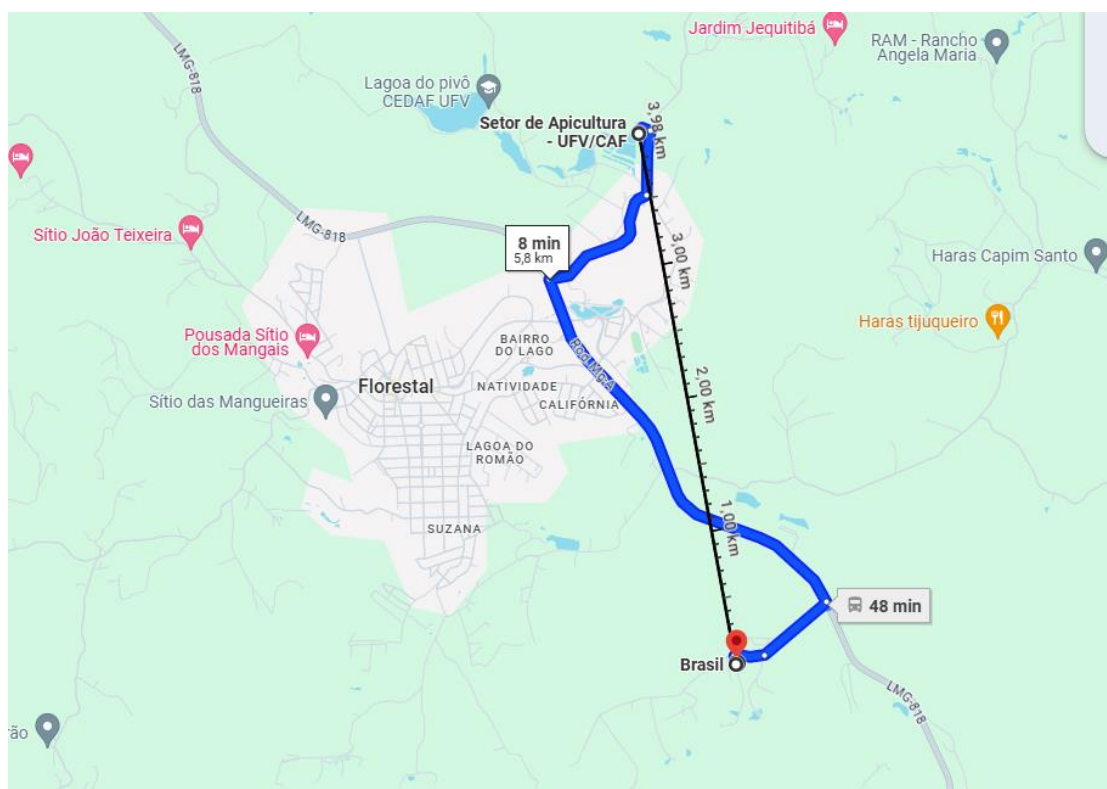 Jardim Jequitibá
RAM - Rancho
Angela Maria
LMG-818
Lagoa do pivô
CEDAF UFV
Setor de Apicultura
- UFV/CAF
3,98 km
LMG-818
Sítio João Teixeira
8 min
5,8 km
3,00 km
Haras Capim Santo
Haras tijuqueiro
Pousada Sítio
dos Mangais
BAIRRO
DO LAGO
Florestal
NATIVIDADE
CALIFÓRNIA
2,00 km
Sítio das Mangueiras
LAGOA DO
ROMÃO
SUZANA
1,00 km
48 min
Brasil
LMG-818
rão